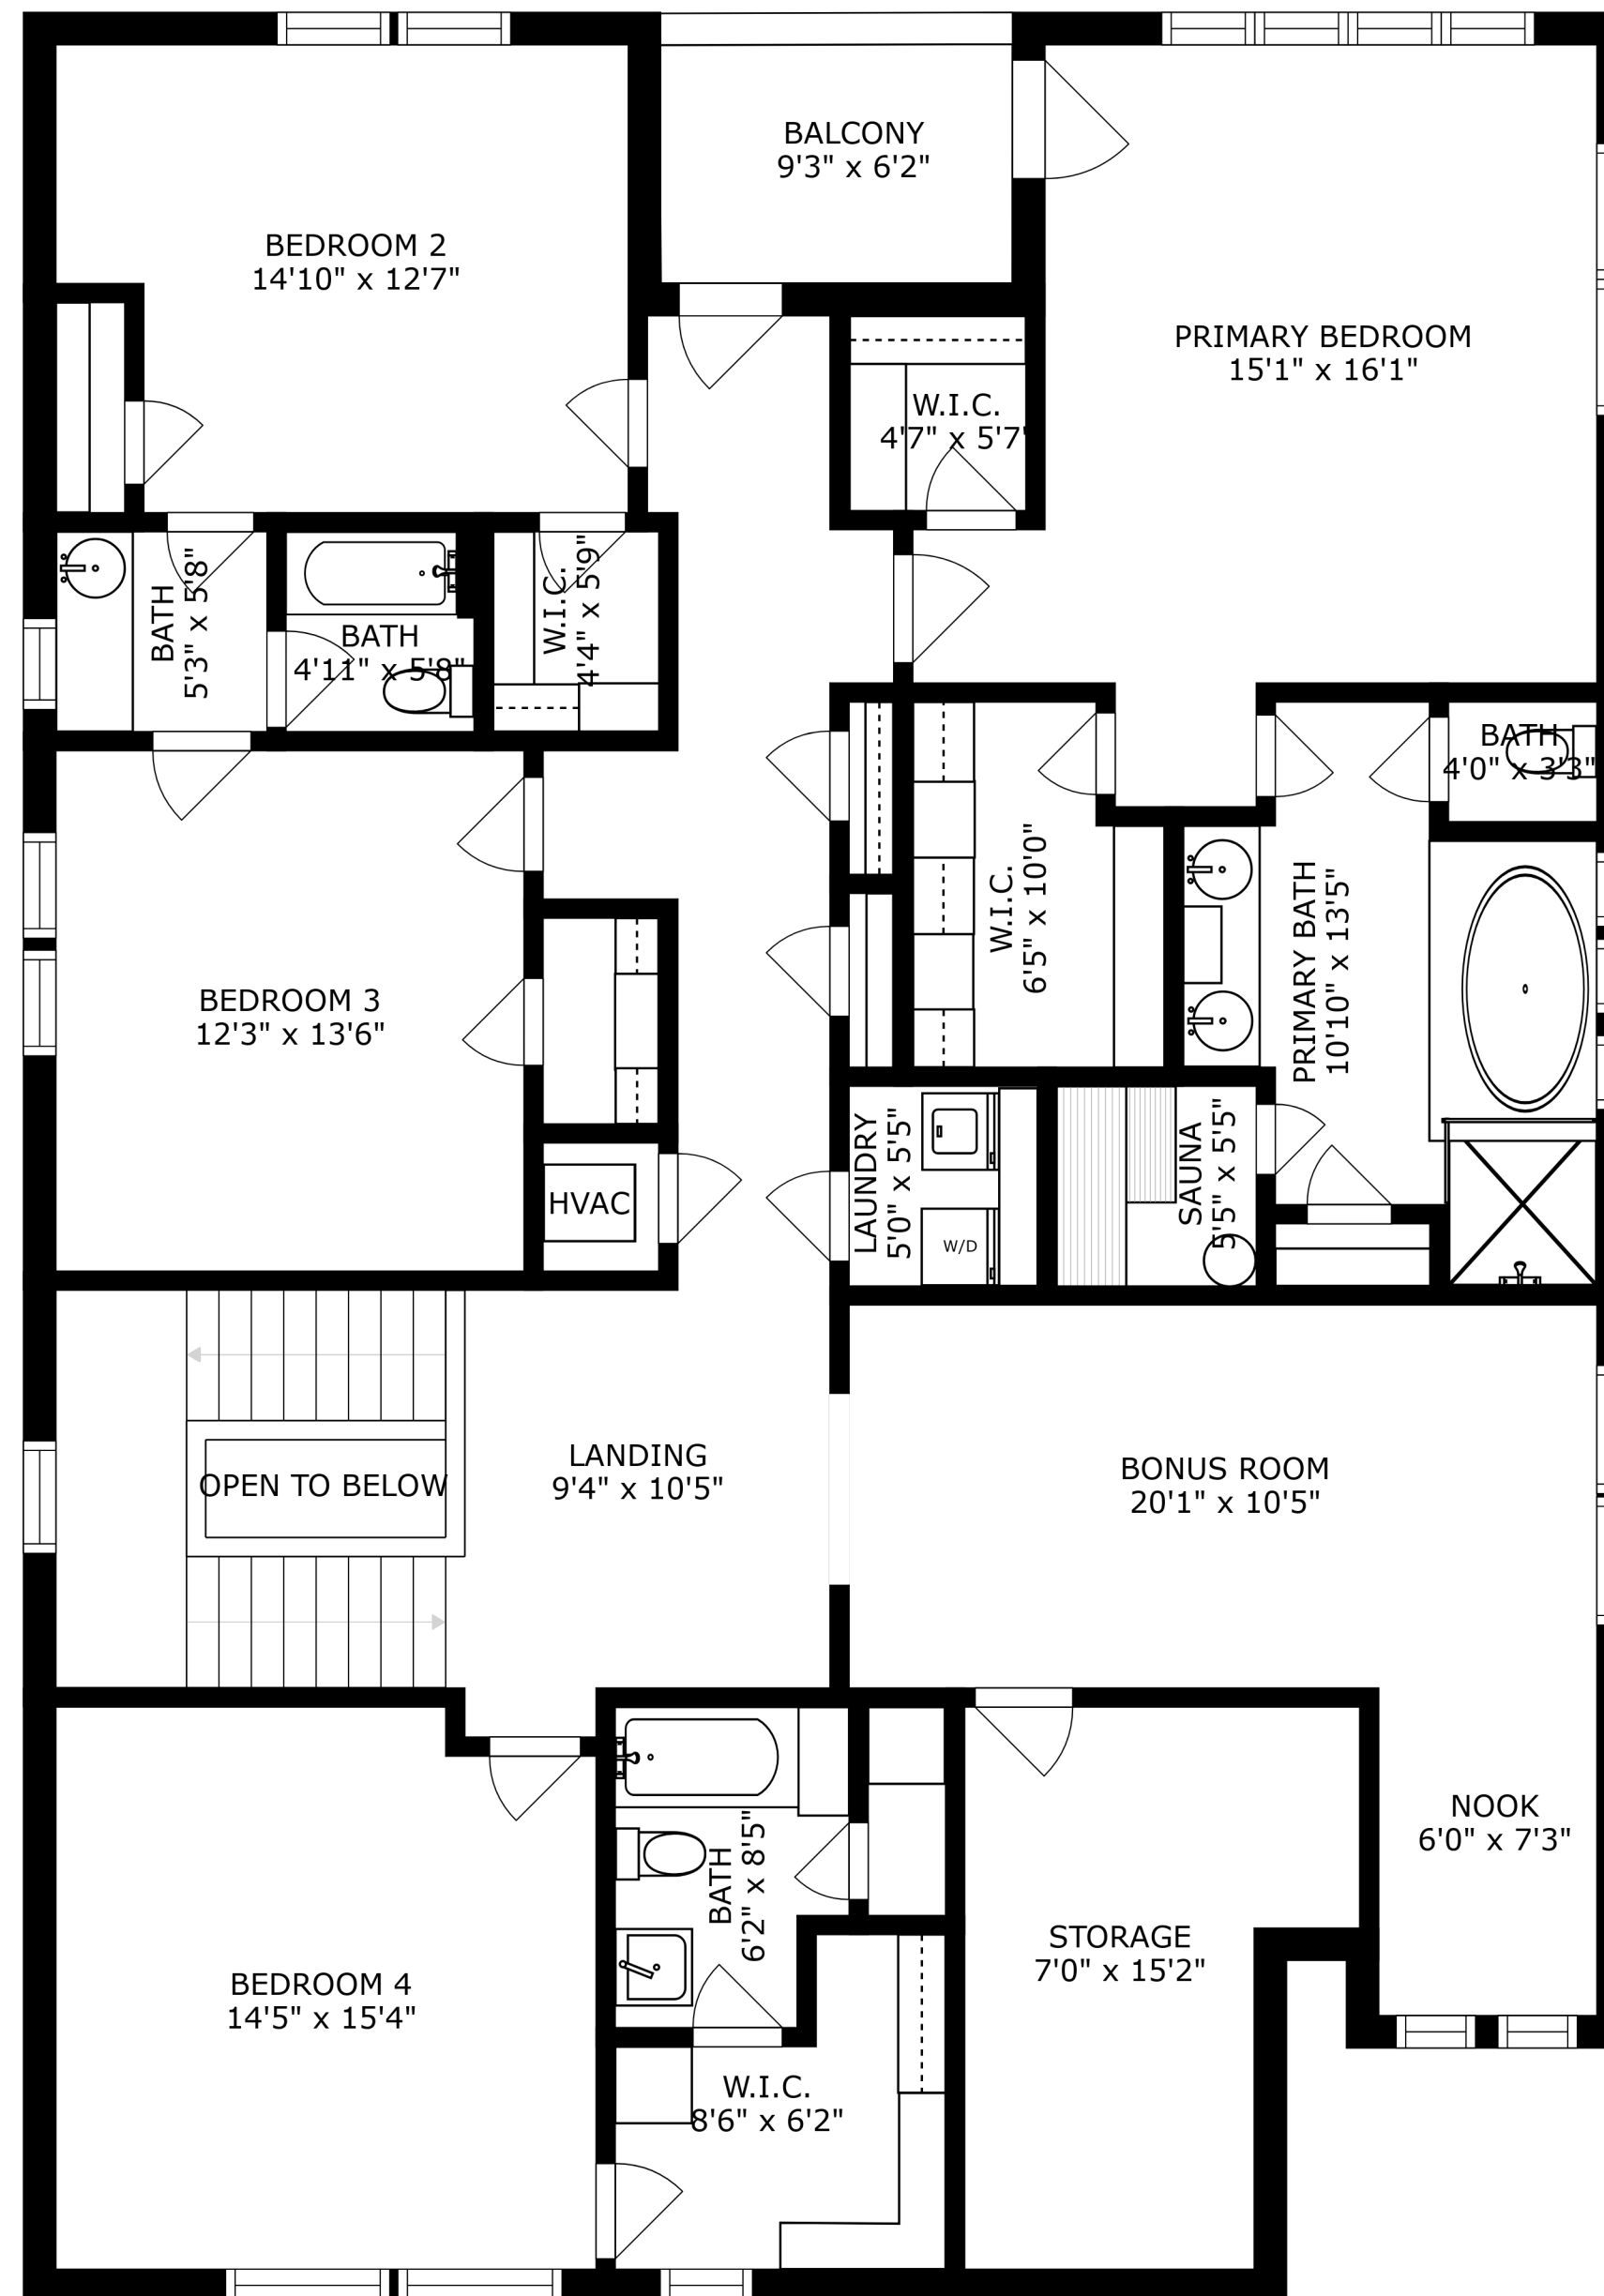 BALCONY
9'3" x 6'2"
BEDROOM 2
14'10" x 12'7"
PRIMARY BEDROOM
15'1" x 16'1"
W.I.C.
4'7" x 5'7"
BATH
5'3" x 5'8"
BATH
4'11" x 5'8"
W.I.C.
4'4" x 5'9"
BATH
4'0" x 3'3"
W.I.C.
6'5" x 10'0"
PRIMARY BATH
10'10" x 13'5"
BEDROOM 3
12'3" x 13'6"
HVAC
LAUNDRY
5'0" x 5'5"
W/D
SAUNA
5'5" x 5'5"
LANDING
9'4" x 10'5"
OPEN TO BELOW
BONUS ROOM
20'1" x 10'5"
NOOK
6'0" x 7'3"
BATH
6'2" x 8'5"
STORAGE
7'0" x 15'2"
BEDROOM 4
14'5" x 15'4"
W.I.C.
8'6" x 6'2"